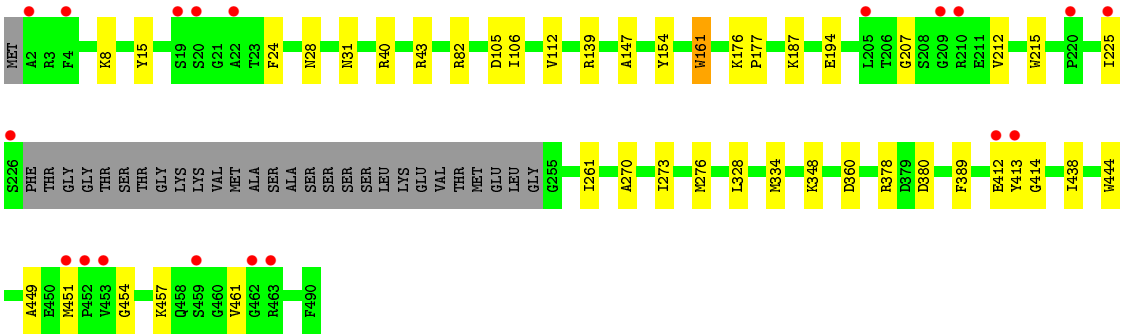 MET A2 R3 F4 K8 Y15 S19 S20 G21 A22 T23 F24 N28 N31 R40 R43 R82 D105 I106 V112 R139 A147 Y154 W161 K176 P177 K187 E194 L205 T206 G207 S208 G209 R210 E211 V212 W215 P220 I225
S226 PHE THR GLY GLY THR SER THR GLY LYS LYS VAL MET ALA SER ALA SER SER SER SER LEU LYS GLU VAL THR MET GLU LEU GLY G255 I261 A270 I273 M276 L328 M334 K348 D360 R378 D379 D380 F389 E412 Y413 G414 I438 W444
A449 E450 M451 P452 V453 G454 K457 Q458 S459 G460 V461 G462 R463 F490